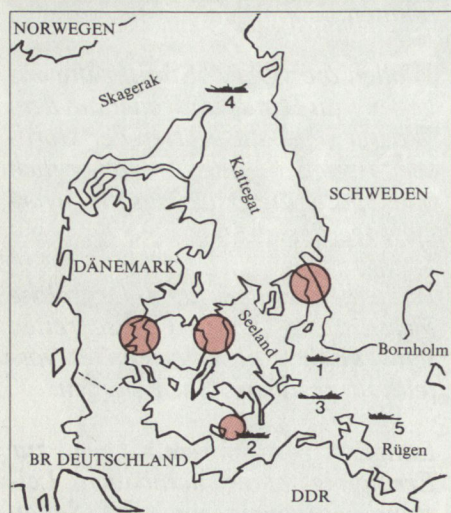 NORWEGEN
Skagerak
4
Kattegat
SCHWEDEN
DÄNEMARK
Seeland
Bornholm
1
3
5
2
Rügen
BR DEUTSCHLAND
DDR